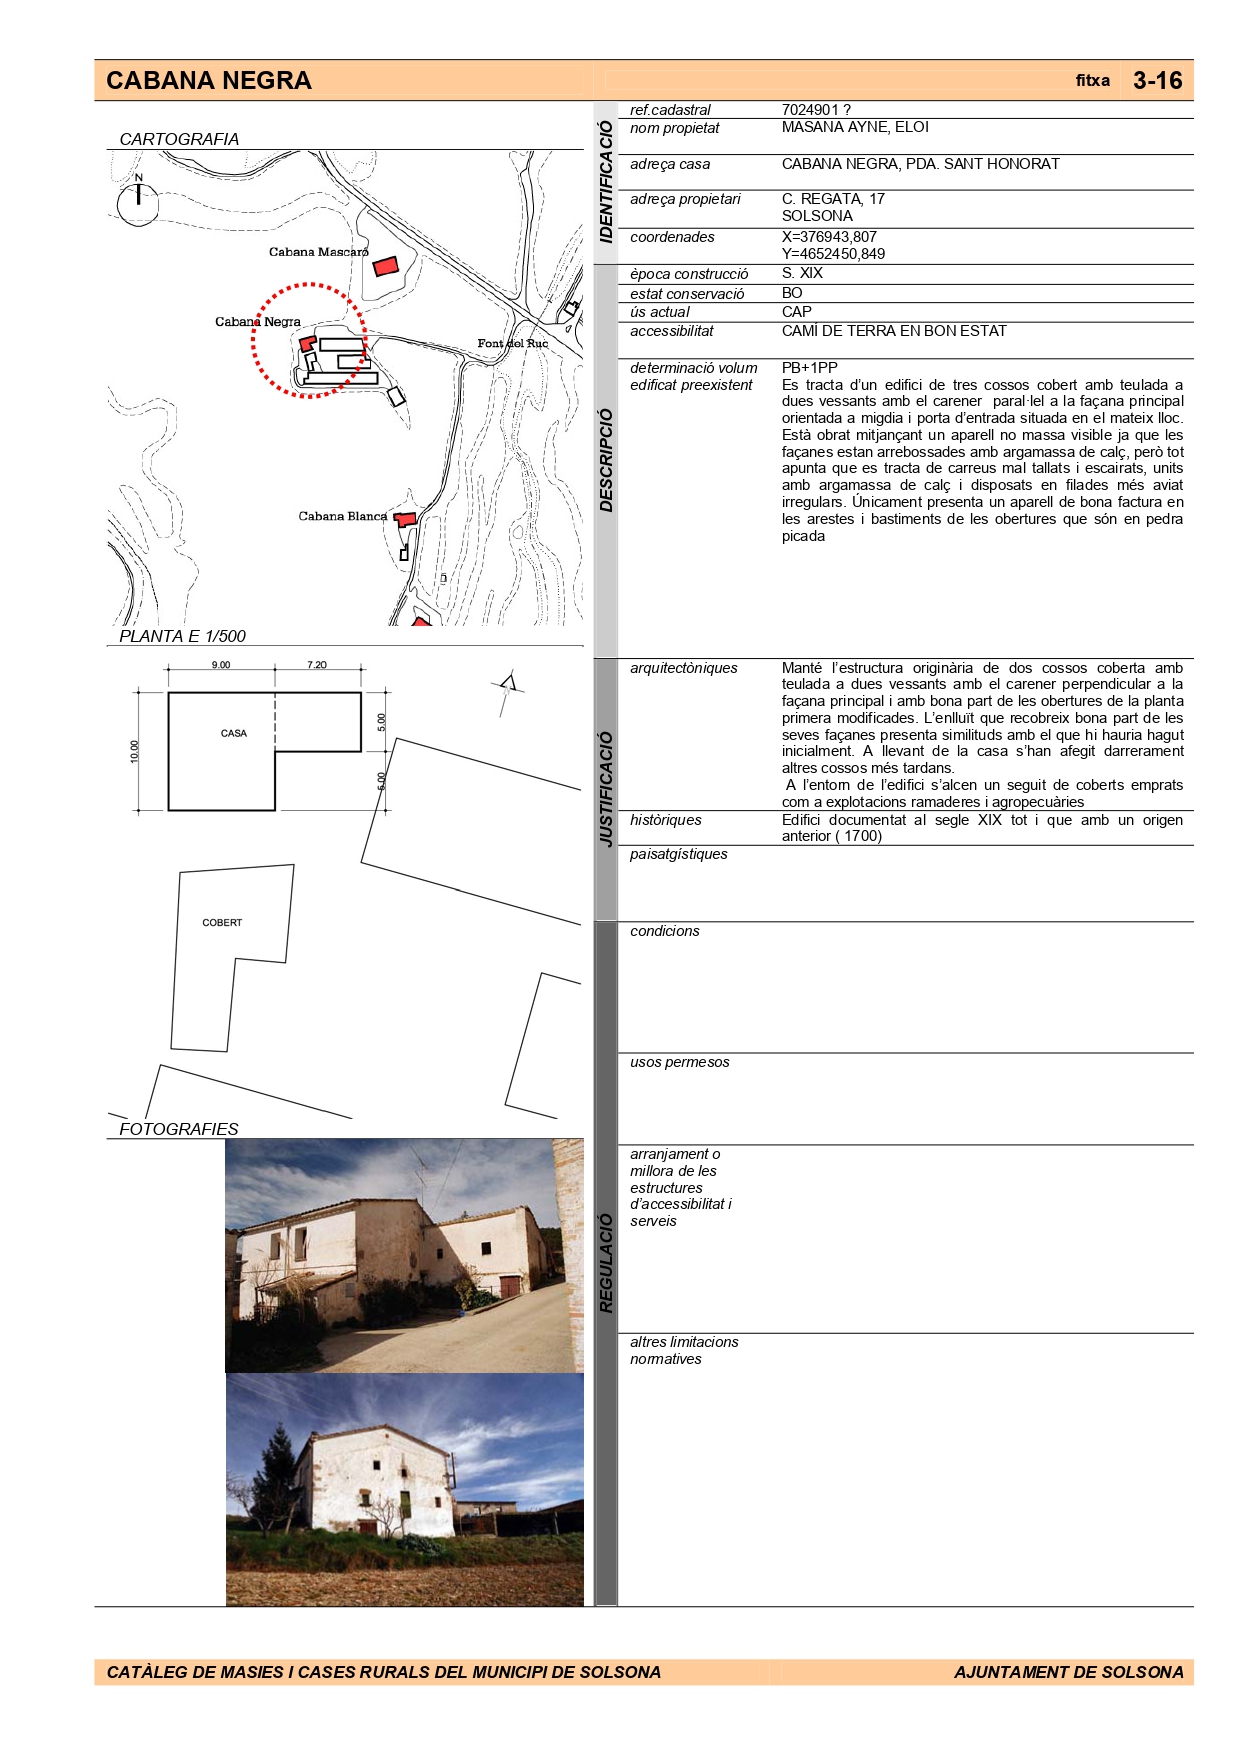 CABANA NEGRA
fitxa 3-16
CARTOGRAFIA
N
Cabana Mascaró
Cabana Negra
Font del Ruc
Cabana Blanca
PLANTA E 1/500
9.00
7.20
10.00
5.00
5.00
CASA
COBERT
FOTOGRAFIES
IDENTIFICACIÓ
ref.cadastral 7024901 ?
nom propietat MASANA AYNE, ELOI
adreça casa CABANA NEGRA, PDA. SANT HONORAT
adreça propietari C. REGATA, 17
SOLSONA
coordenades X=376943,807
Y=4652450,849
DESCRIPCIÓ
època construcció S. XIX
estat conservació BO
ús actual CAP
accessibilitat CAMÍ DE TERRA EN BON ESTAT
determinació volum PB+1PP
edificat preexistent Es tracta d’un edifici de tres cossos cobert amb teulada a
dues vessants amb el carener paral·lel a la façana principal
orientada a migdia i porta d’entrada situada en el mateix lloc.
Està obrat mitjançant un aparell no massa visible ja que les
façanes estan arrebossades amb argamassa de calç, però tot
apunta que es tracta de carreus mal tallats i escairats, units
amb argamassa de calç i disposats en filades més aviat
irregulars. Únicament presenta un aparell de bona factura en
les arestes i bastiments de les obertures que són en pedra
picada
JUSTIFICACIÓ
arquitectòniques Manté l’estructura originària de dos cossos coberta amb
teulada a dues vessants amb el carener perpendicular a la
façana principal i amb bona part de les obertures de la planta
primera modificades. L’enlluït que recobreix bona part de les
seves façanes presenta similituds amb el que hi hauria hagut
inicialment. A llevant de la casa s’han afegit darrerament
altres cossos més tardans.
A l’entorn de l’edifici s’alcen un seguit de coberts emprats
com a explotacions ramaderes i agropecuàries
històriques Edifici documentat al segle XIX tot i que amb un origen
anterior ( 1700)
paisatgístiques
REGULACIÓ
condicions
usos permesos
arranjament o
millora de les
estructures
d’accessibilitat i
serveis
altres limitacions
normatives
CATÀLEG DE MASIES I CASES RURALS DEL MUNICIPI DE SOLSONA
AJUNTAMENT DE SOLSONA